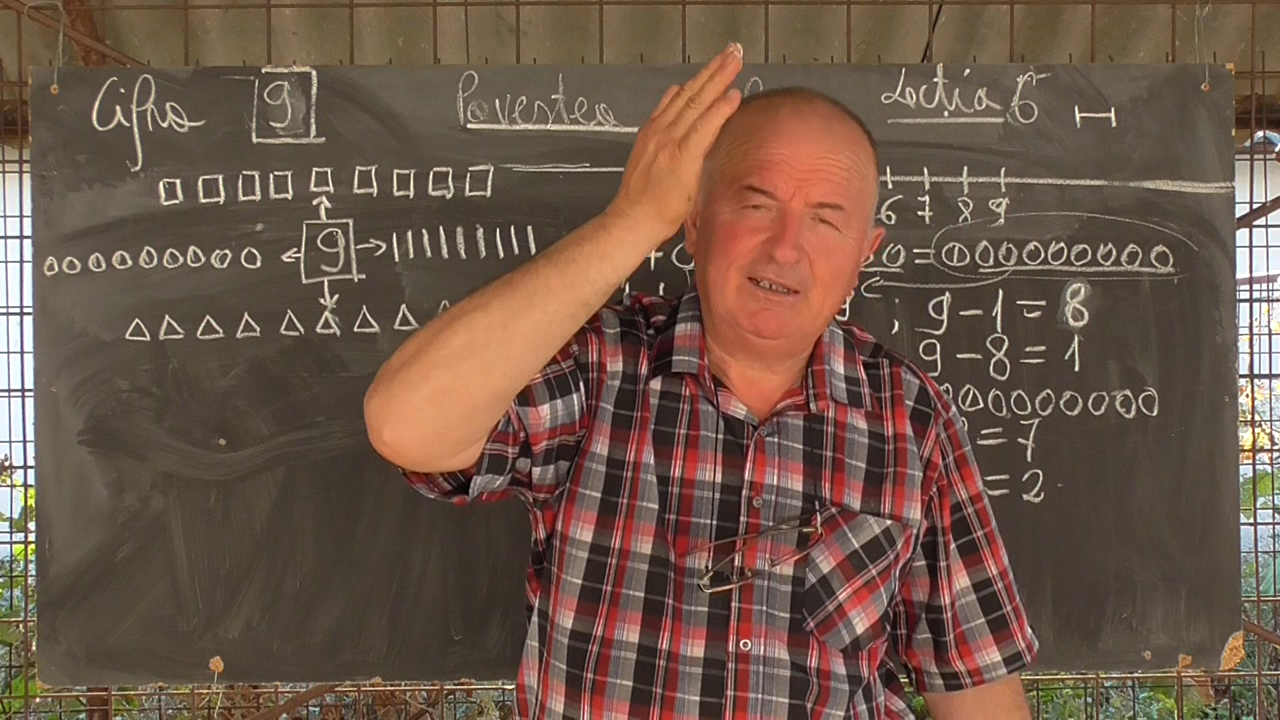 Cifra 9 Povestea Lecția 6
6 7 8 9
9 =
; 9 - 1 = 8
9 - 8 = 1
= 7
= 2